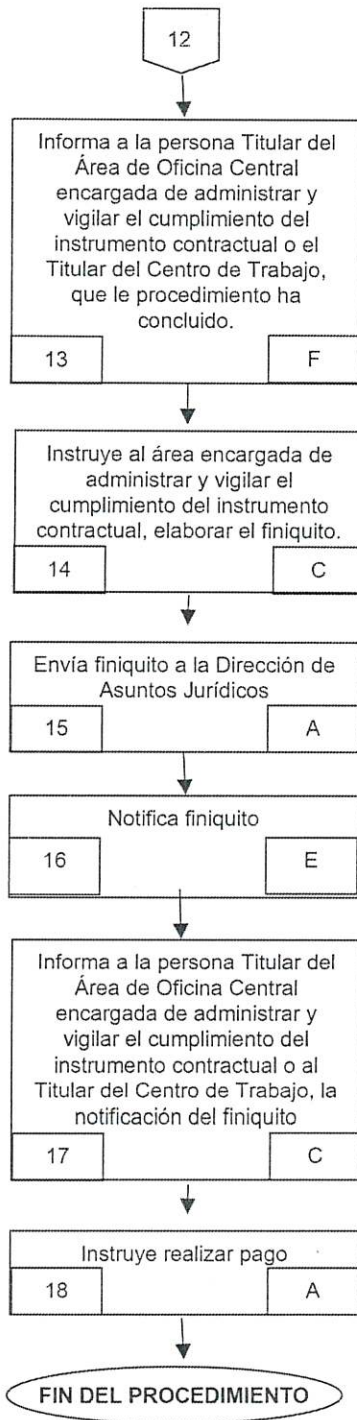 12
Informa a la persona Titular del
Área de Oficina Central
encargada de administrar y
vigilar el cumplimiento del
instrumento contractual o el
Titular del Centro de Trabajo,
que le procedimiento ha
concluido.
13 F
Instruye al área encargada de
administrar y vigilar el
cumplimiento del instrumento
contractual, elaborar el finiquito.
14 C
Envía finiquito a la Dirección de
Asuntos Jurídicos
15 A
Notifica finiquito
16 E
Informa a la persona Titular del
Área de Oficina Central
encargada de administrar y
vigilar el cumplimiento del
instrumento contractual o al
Titular del Centro de Trabajo, la
notificación del finiquito
17 C
Instruye realizar pago
18 A
FIN DEL PROCEDIMIENTO